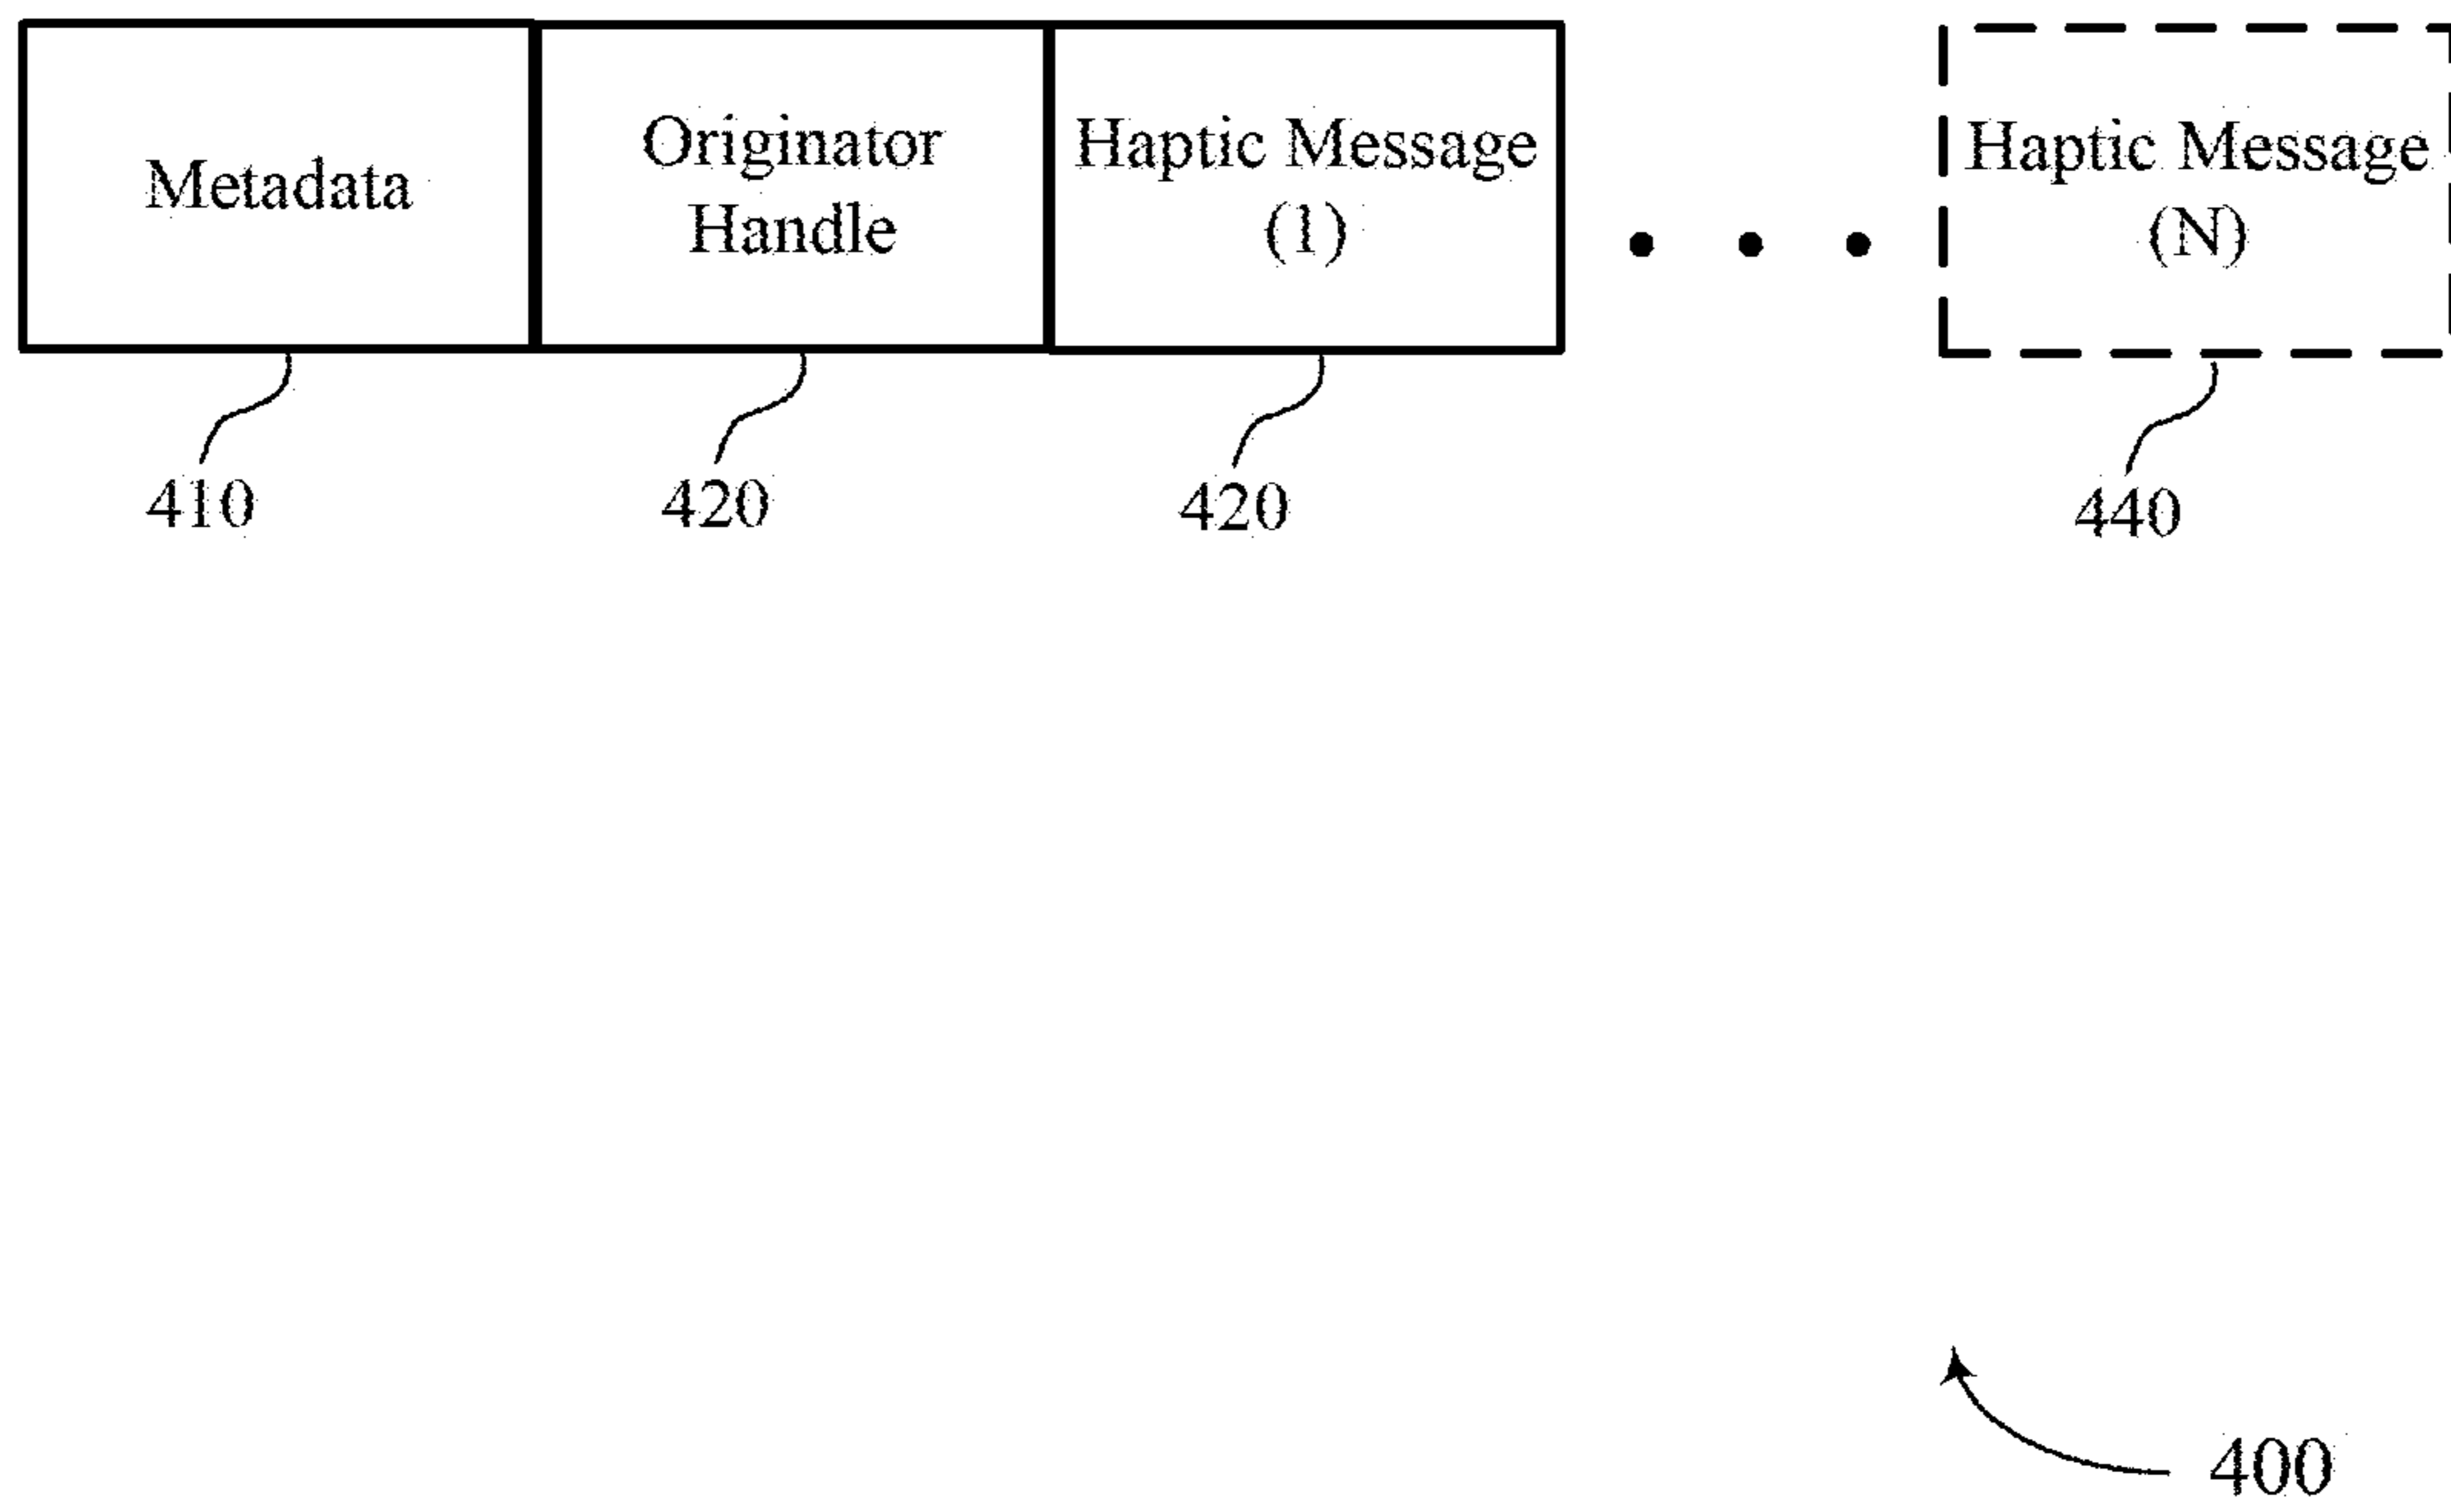 Metadata
Originator
Handle
Haptic Message
(1)
Haptic Message
(N)
410
420
420
440
400